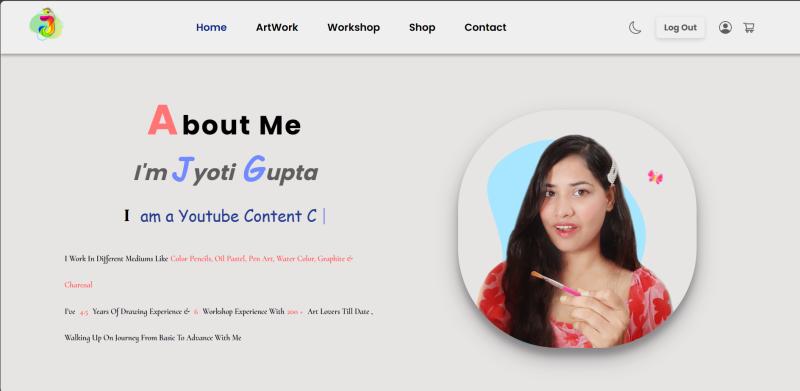 Home ArtWork Workshop Shop Contact Log Out
About Me
I'm Jyoti Gupta
I am a Youtube Content C
I Work In Different Mediums Like Color Pencils, Oil Pastel, Pen Art, Water Color, Graphite &
Charcoal
I've 4.5 Years Of Drawing Experience & 6 Workshop Experience With 200 + Art Lovers Till Date ,
Walking Up On Journey From Basic To Advance With Me